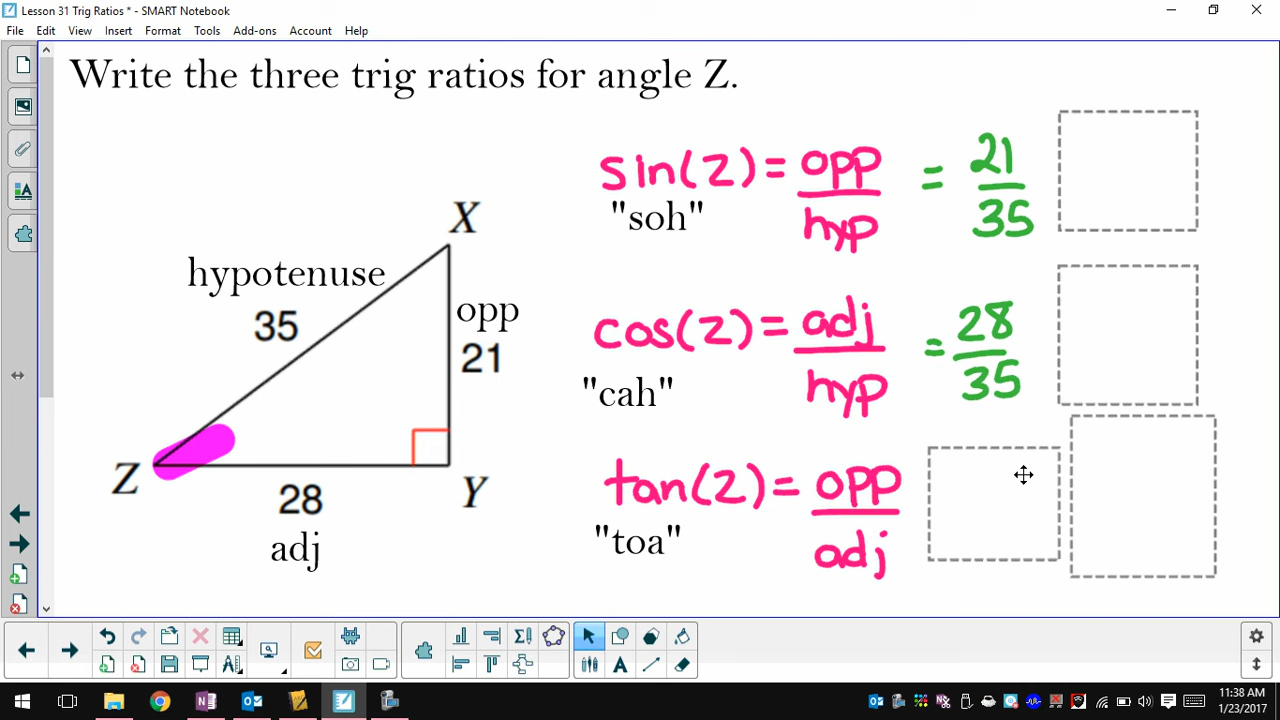 Lesson 31 Trig Ratios * - SMART Notebook
File Edit View Insert Format Tools Add-ons Account Help
Write the three trig ratios for angle Z.
sin(Z) = opp/hyp = 21/35
"soh"
X
hypotenuse
35
opp
21
cos(Z) = adj/hyp = 28/35
"cah"
Z
28
Y
adj
tan(Z) = opp/adj
"toa"
11:38 AM
1/23/2017